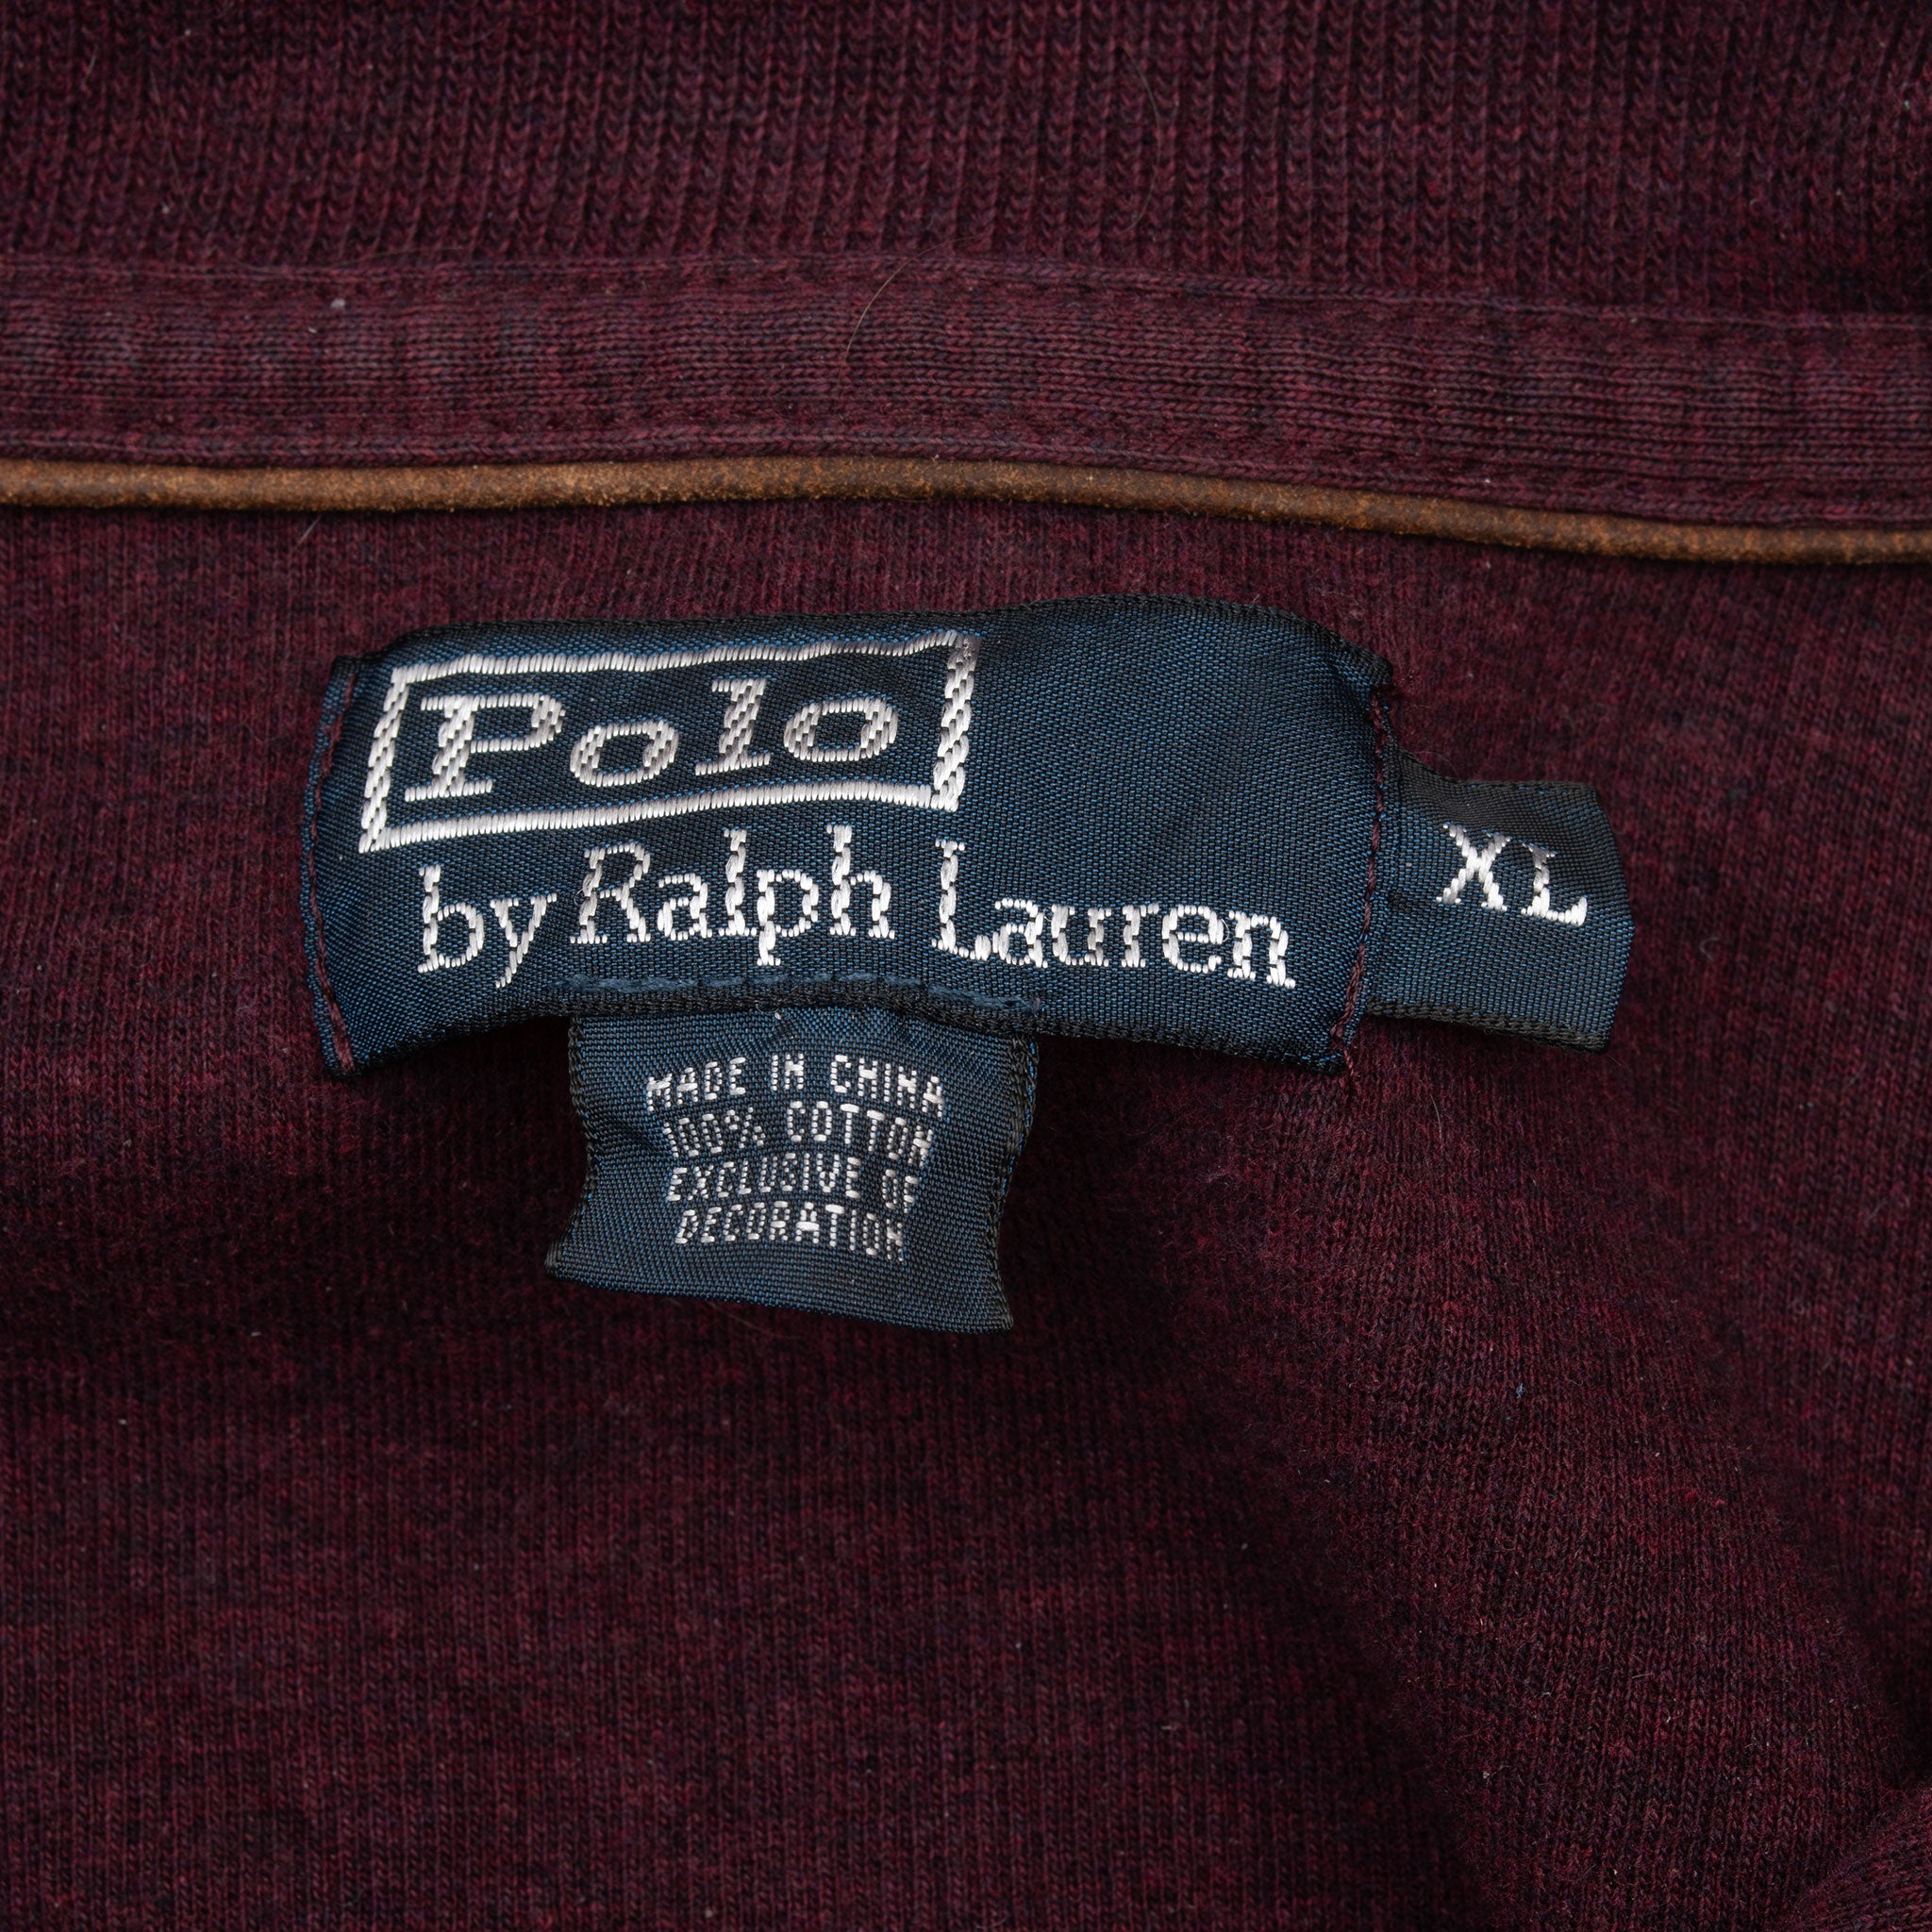 Polo
by Ralph Lauren
XL
MADE IN CHINA
100% COTTON
EXCLUSIVE OF
DECORATION